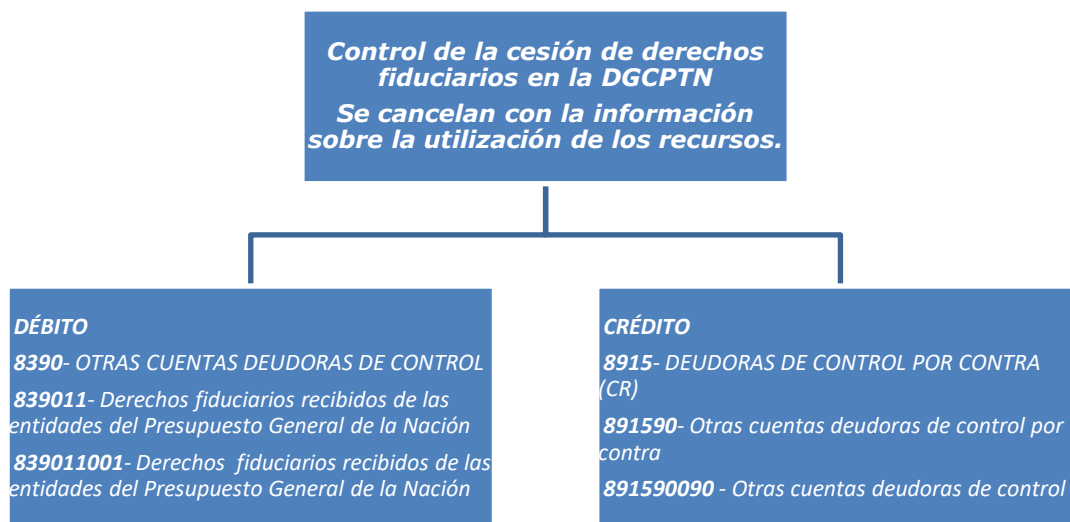 Control de la cesión de derechos
fiduciarios en la DGCPTN
Se cancelan con la información
sobre la utilización de los recursos.
DÉBITO
8390- OTRAS CUENTAS DEUDORAS DE CONTROL
839011- Derechos fiduciarios recibidos de las
entidades del Presupuesto General de la Nación
839011001- Derechos fiduciarios recibidos de las
entidades del Presupuesto General de la Nación
CRÉDITO
8915- DEUDORAS DE CONTROL POR CONTRA
(CR)
891590- Otras cuentas deudoras de control por
contra
891590090 - Otras cuentas deudoras de control